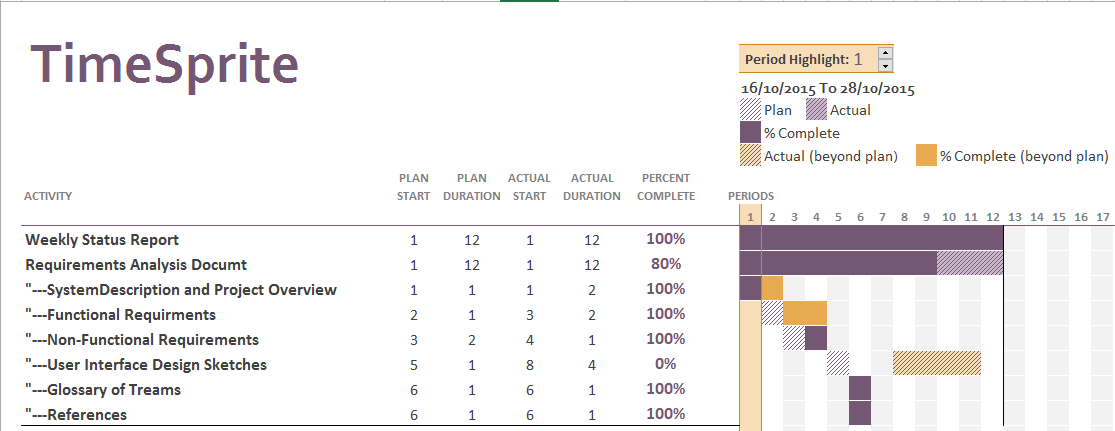 TimeSprite
Period Highlight: 1
16/10/2015 To 28/10/2015
Plan Actual
% Complete
Actual (beyond plan) % Complete (beyond plan)
ACTIVITY PLAN START PLAN DURATION ACTUAL START ACTUAL DURATION PERCENT COMPLETE PERIODS
1 2 3 4 5 6 7 8 9 10 11 12 13 14 15 16 17
Weekly Status Report 1 12 1 12 100%
Requirements Analysis Documt 1 12 1 12 80%
"---SystemDescription and Project Overview 1 1 1 2 100%
"---Functional Requirments 2 1 3 2 100%
"---Non-Functional Requirements 3 2 4 1 100%
"---User Interface Design Sketches 5 1 8 4 0%
"---Glossary of Treams 6 1 6 1 100%
"---References 6 1 6 1 100%